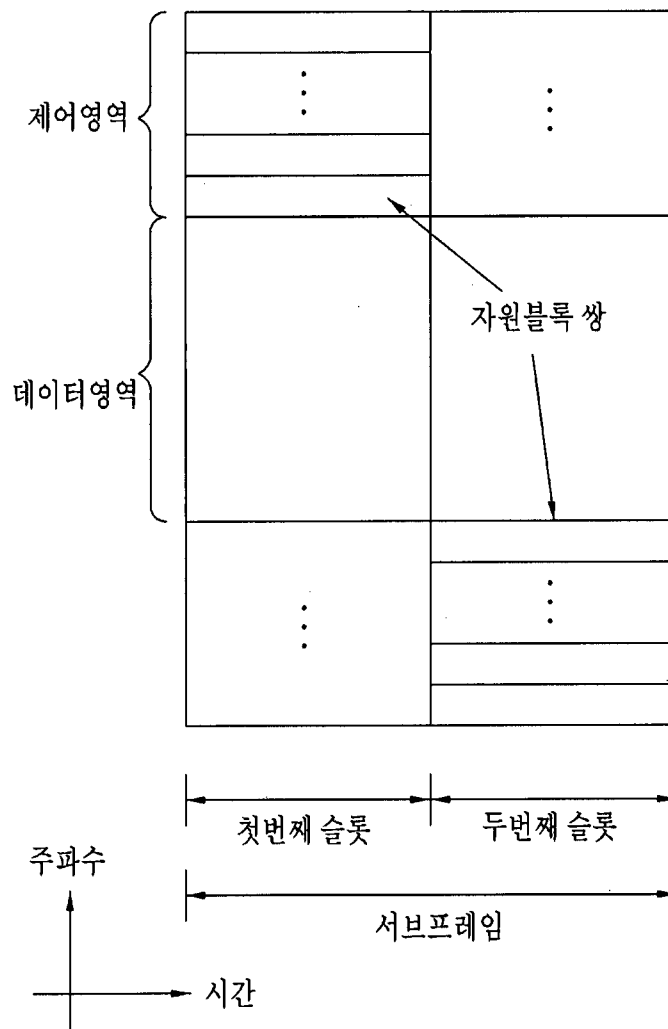 제어영역
자원블록 쌍
데이터영역
첫번째 슬롯
두번째 슬롯
주파수
서브프레임
시간